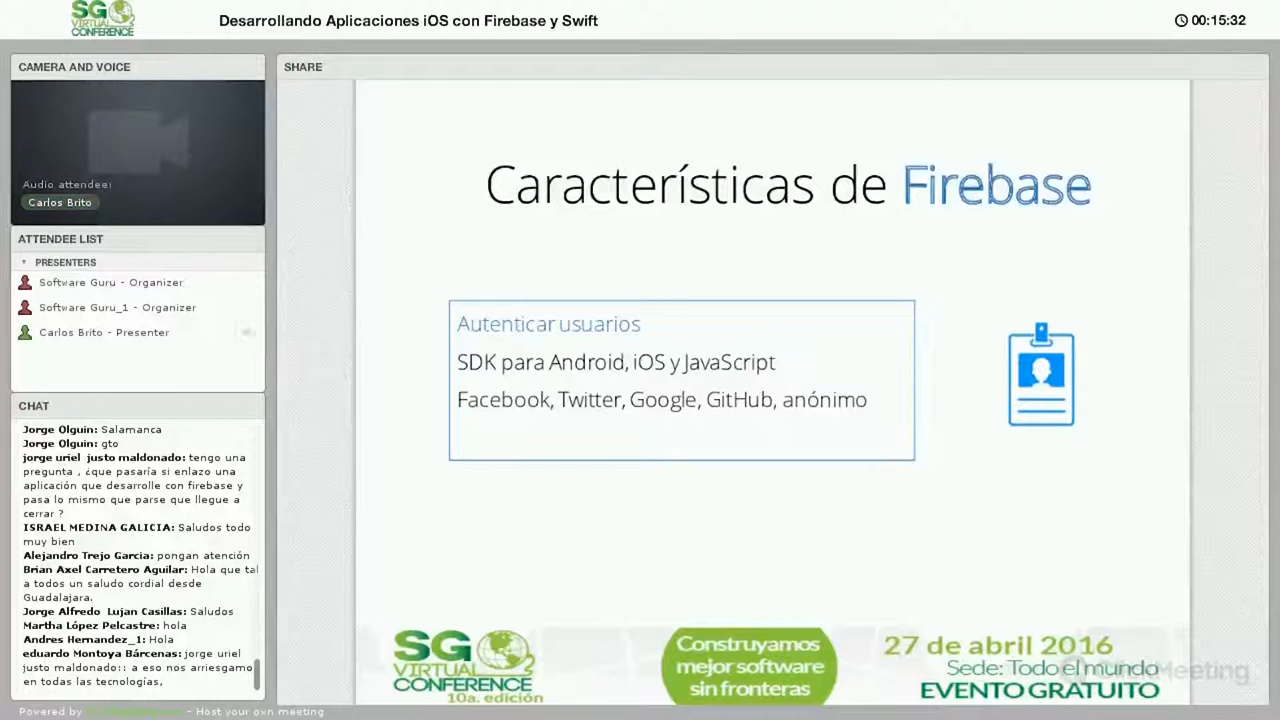 SG
VIRTUAL
CONFERENCE
Desarrollando Aplicaciones iOS con Firebase y Swift
00:15:32
CAMERA AND VOICE
Audio attendee:
Carlos Brito
ATTENDEE LIST
PRESENTERS
Software Guru - Organizer
Software Guru_1 - Organizer
Carlos Brito - Presenter
CHAT
Jorge Olguin: Salamanca
Jorge Olguin: gto
jorge uriel justo maldonado: tengo una
pregunta , ¿que pasaría si enlazo una
aplicación que desarrolle con firebase y
pasa lo mismo que parse que llegue a
cerrar ?
ISRAEL MEDINA GALICIA: Saludos todo
muy bien
Alejandro Trejo Garcia: pongan atención
Brian Axel Carretero Aguilar: Hola que tal
a todos un saludo cordial desde
Guadalajara.
Jorge Alfredo Lujan Casillas: Saludos
Martha López Pelcastre: hola
Andres Hernandez_1: Hola
eduardo Montoya Bárcenas: jorge uriel
justo maldonado:: a eso nos arriesgamo
en todas las tecnologías,
SHARE
Características de Firebase
Autenticar usuarios
SDK para Android, iOS y JavaScript
Facebook, Twitter, Google, GitHub, anónimo
SG
VIRTUAL
CONFERENCE
10a. edición
Construyamos
mejor software
sin fronteras
27 de abril 2016
Sede: Todo el mundo
EVENTO GRATUITO
Meeting
Powered by
- Host your own meeting